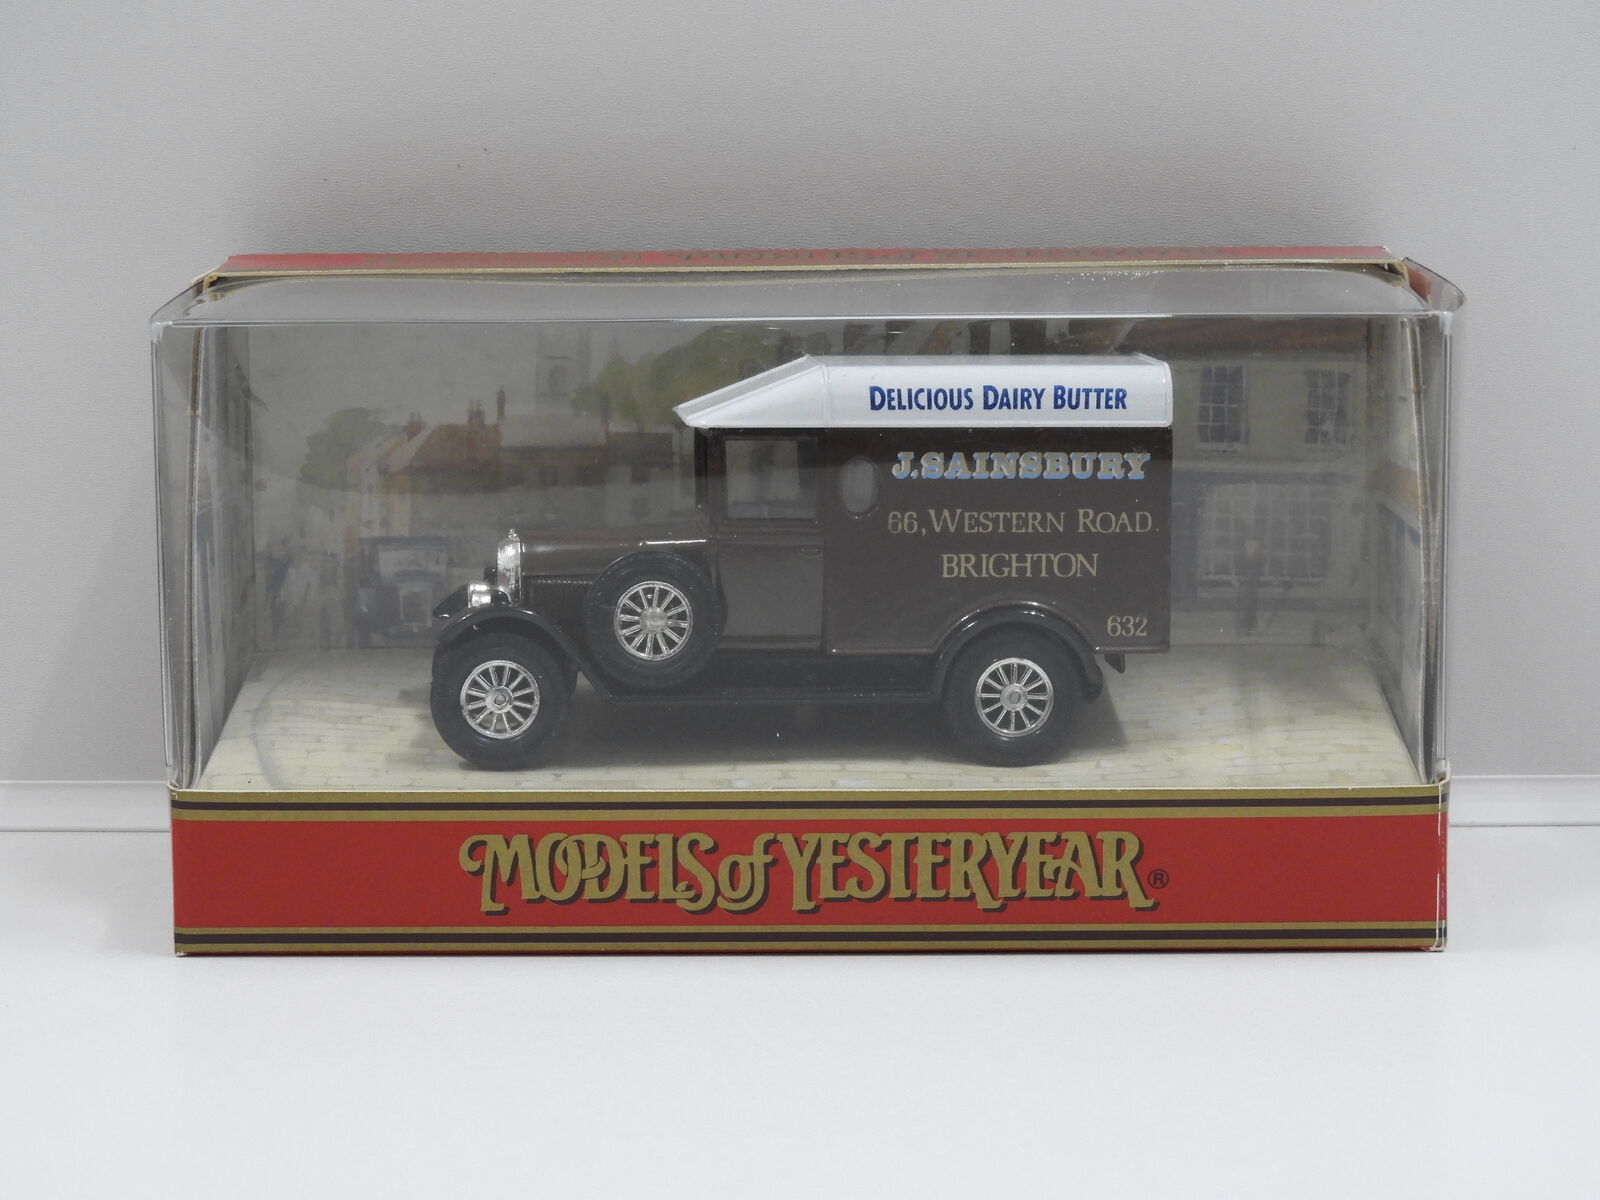 DELICIOUS DAIRY BUTTER
J. SAINSBURY
66, WESTERN ROAD.
BRIGHTON
632
MODELS of YESTERYEAR®